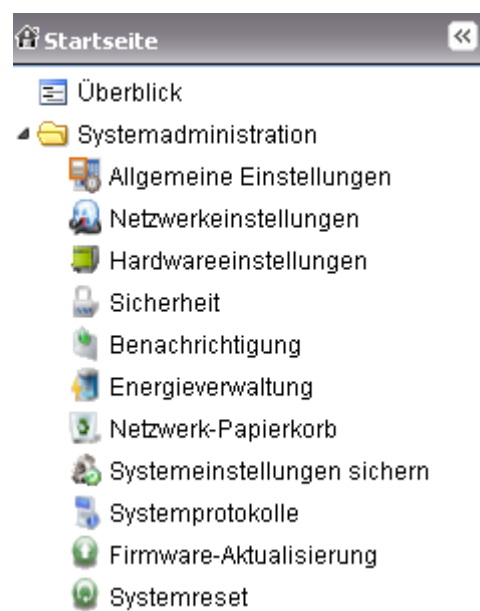 Startseite
Überblick
Systemadministration
Allgemeine Einstellungen
Netzwerkeinstellungen
Hardwareeinstellungen
Sicherheit
Benachrichtigung
Energieverwaltung
Netzwerk-Papierkorb
Systemeinstellungen sichern
Systemprotokolle
Firmware-Aktualisierung
Systemreset